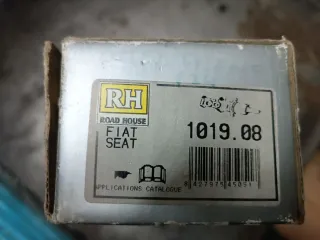 RH
ROAD HOUSE
FIAT
SEAT
1019.08
APPLICATIONS CATALOGUE